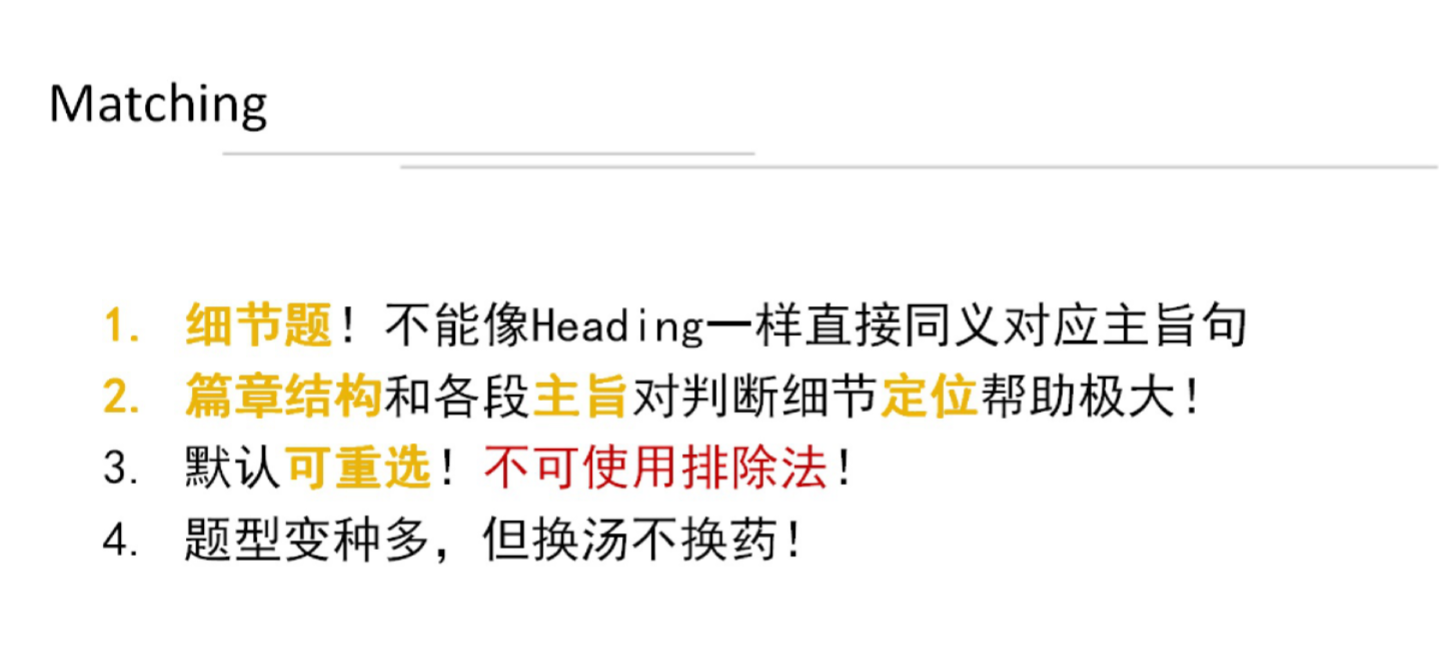 Matching
1. 细节题！不能像Heading一样直接同义对应主旨句
2. 篇章结构和各段主旨对判断细节定位帮助极大！
3. 默认可重选！不可使用排除法！
4. 题型变种多，但换汤不换药！